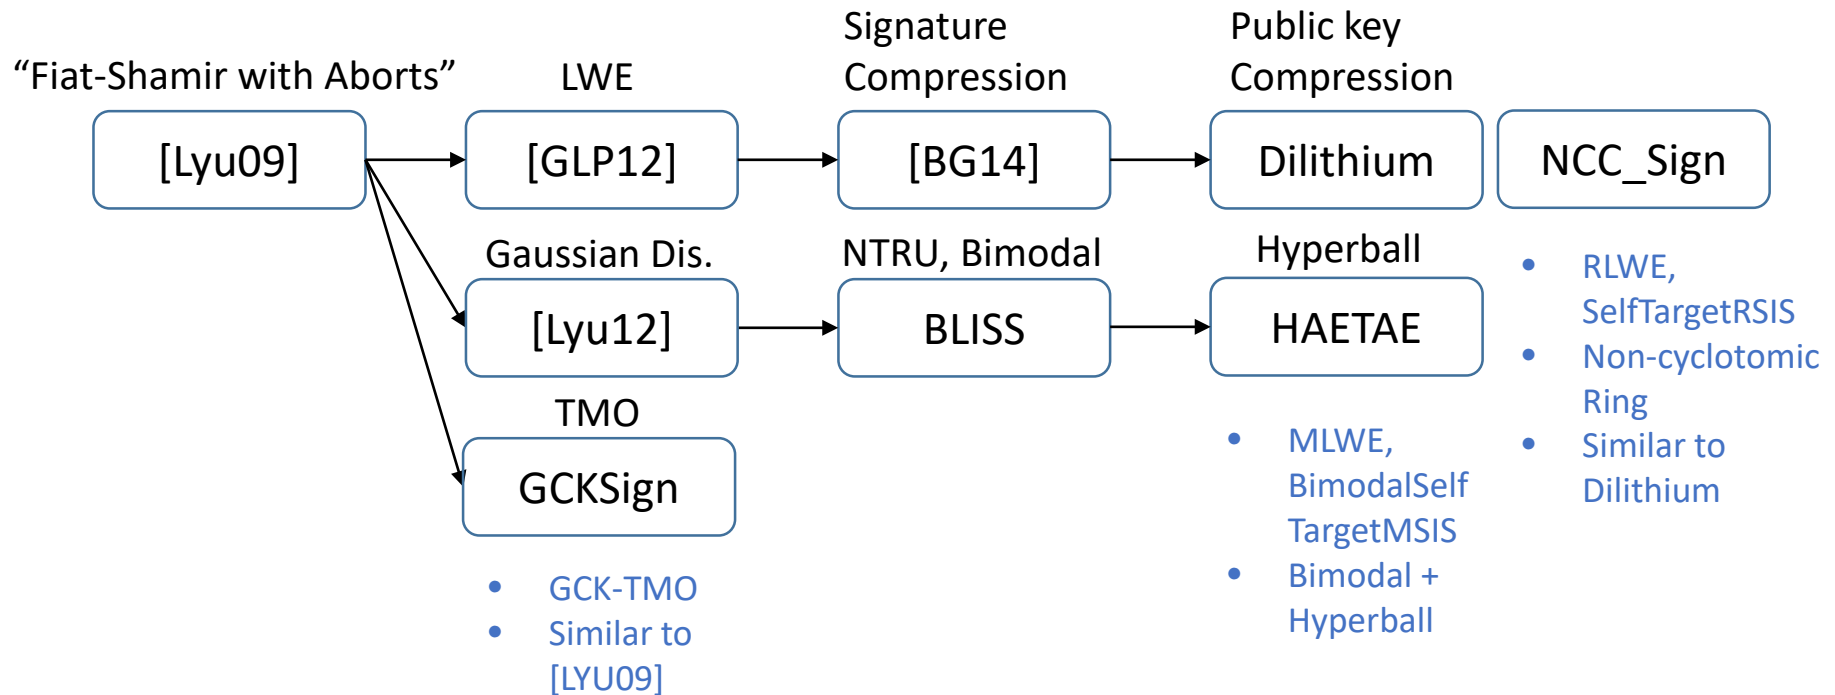 “Fiat-Shamir with Aborts”
[Lyu09]
LWE
[GLP12]
Signature
Compression
[BG14]
Public key
Compression
Dilithium
NCC_Sign
Gaussian Dis.
[Lyu12]
NTRU, Bimodal
BLISS
Hyperball
HAETAE
TMO
GCKSign
• GCK-TMO
• Similar to
[LYU09]
• MLWE,
BimodalSelf
TargetMSIS
• Bimodal +
Hyperball
• RLWE,
SelfTargetRSIS
• Non-cyclotomic
Ring
• Similar to
Dilithium